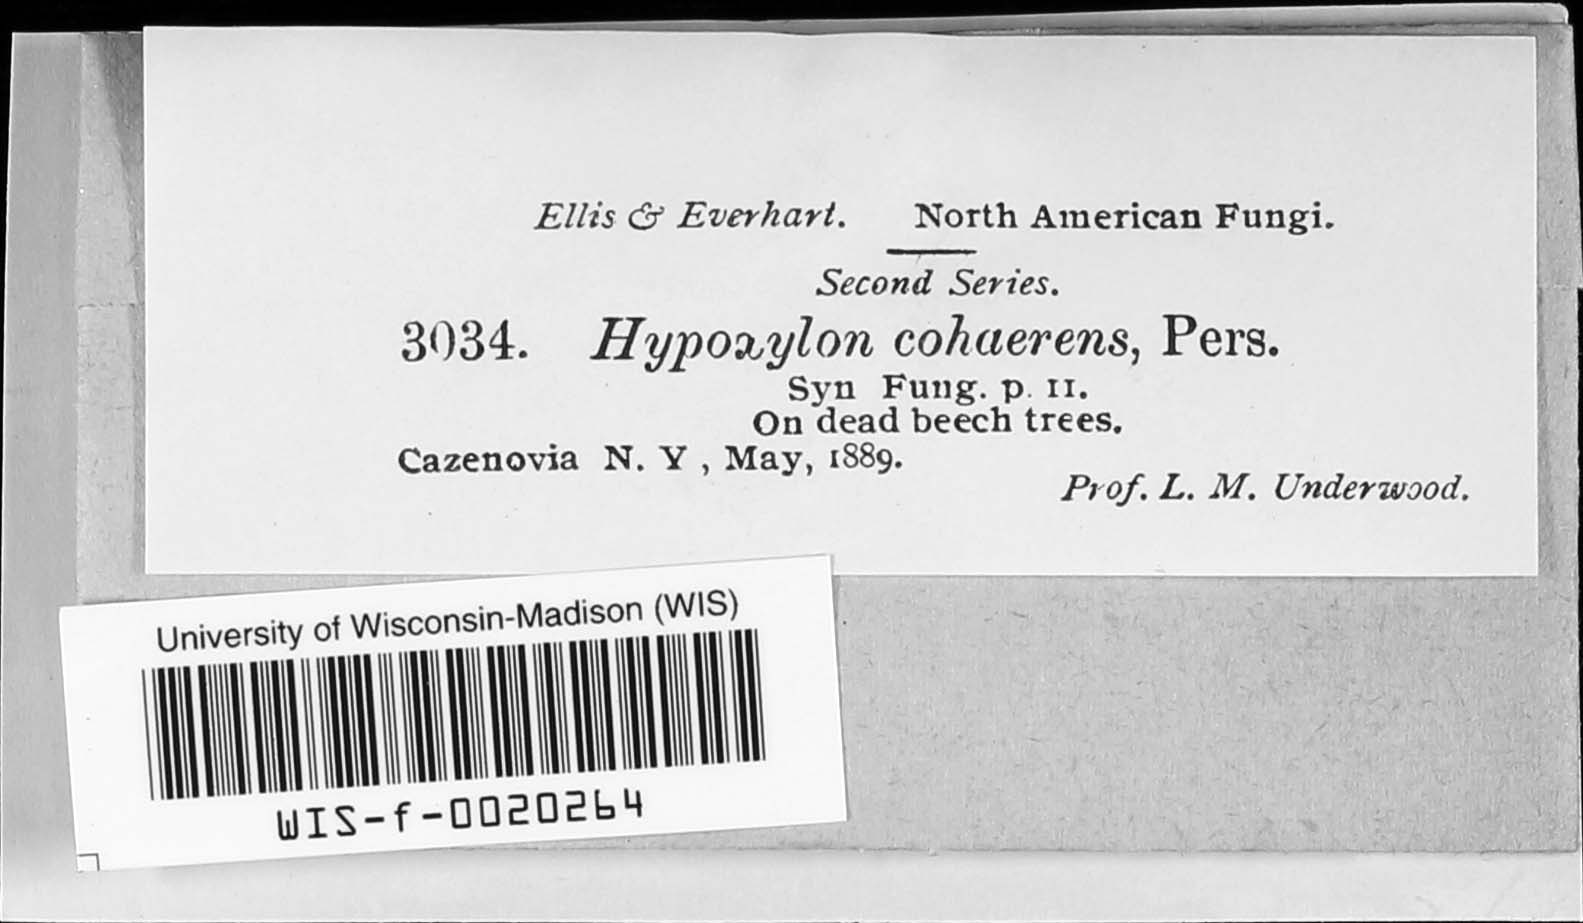 Ellis & Everhart. North American Fungi.
Second Series.
3034. Hypoxylon cohaerens, Pers.
Syn Fung. p. 11.
On dead beech trees.
Cazenovia N. Y , May, 1889.
Prof. L. M. Underwood.
University of Wisconsin-Madison (WIS)
WIS-f-0020264